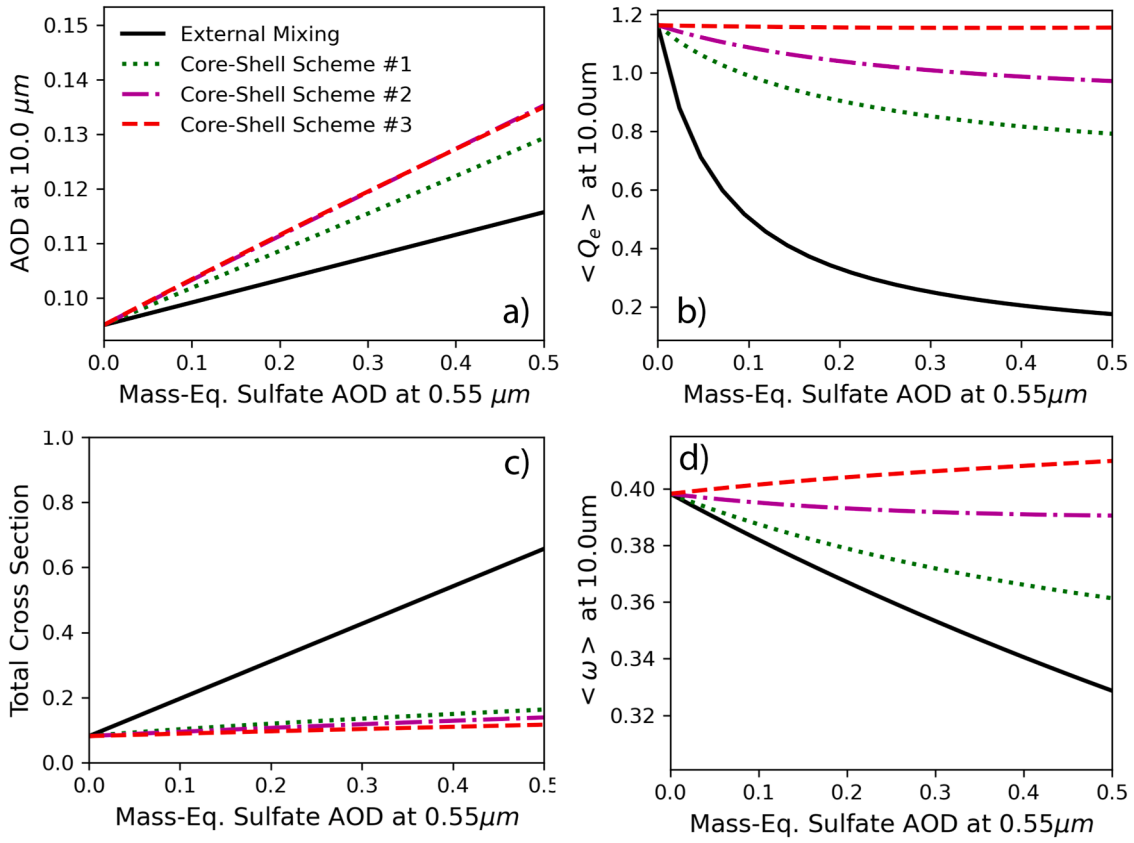 AOD at 10.0 μm
0.15
0.14
0.13
0.12
0.11
0.10
External Mixing
Core-Shell Scheme #1
Core-Shell Scheme #2
Core-Shell Scheme #3
a)
0.0 0.1 0.2 0.3 0.4 0.5
Mass-Eq. Sulfate AOD at 0.55 μm
< Qₑ > at 10.0um
1.2
1.0
0.8
0.6
0.4
0.2
b)
0.0 0.1 0.2 0.3 0.4 0.5
Mass-Eq. Sulfate AOD at 0.55μm
Total Cross Section
1.0
0.8
0.6
0.4
0.2
0.0
c)
0.0 0.1 0.2 0.3 0.4 0.5
Mass-Eq. Sulfate AOD at 0.55μm
< ω > at 10.0um
0.40
0.38
0.36
0.34
0.32
d)
0.0 0.1 0.2 0.3 0.4 0.5
Mass-Eq. Sulfate AOD at 0.55μm